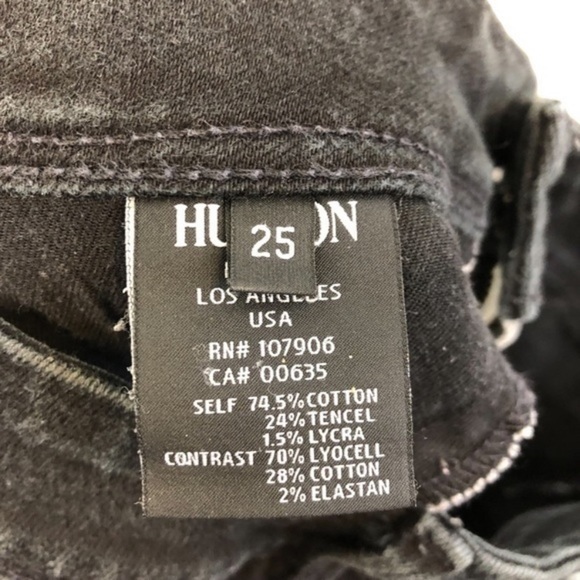 HU ON
25
LOS ANGELES
USA
RN# 107906
CA# 00635
SELF 74.5%COTTON
24%TENCEL
1.5%LYCRA
CONTRAST 70% LYOCELL
28% COTTON
2% ELASTAN